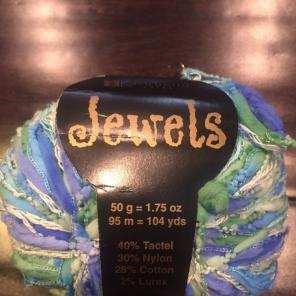 Jewels
50 g = 1.75 oz
95 m = 104 yds
40% Tactel
30% Nylon
28% Cotton
2% Lurex